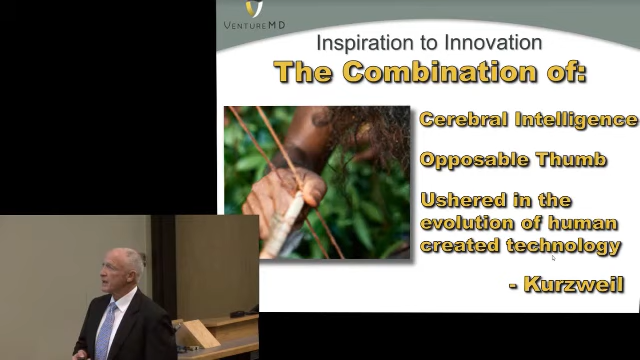 VENTUREMD
Inspiration to Innovation
The Combination of:
Cerebral Intelligence
Opposable Thumb
Ushered in the
evolution of human
created technology
- Kurzweil